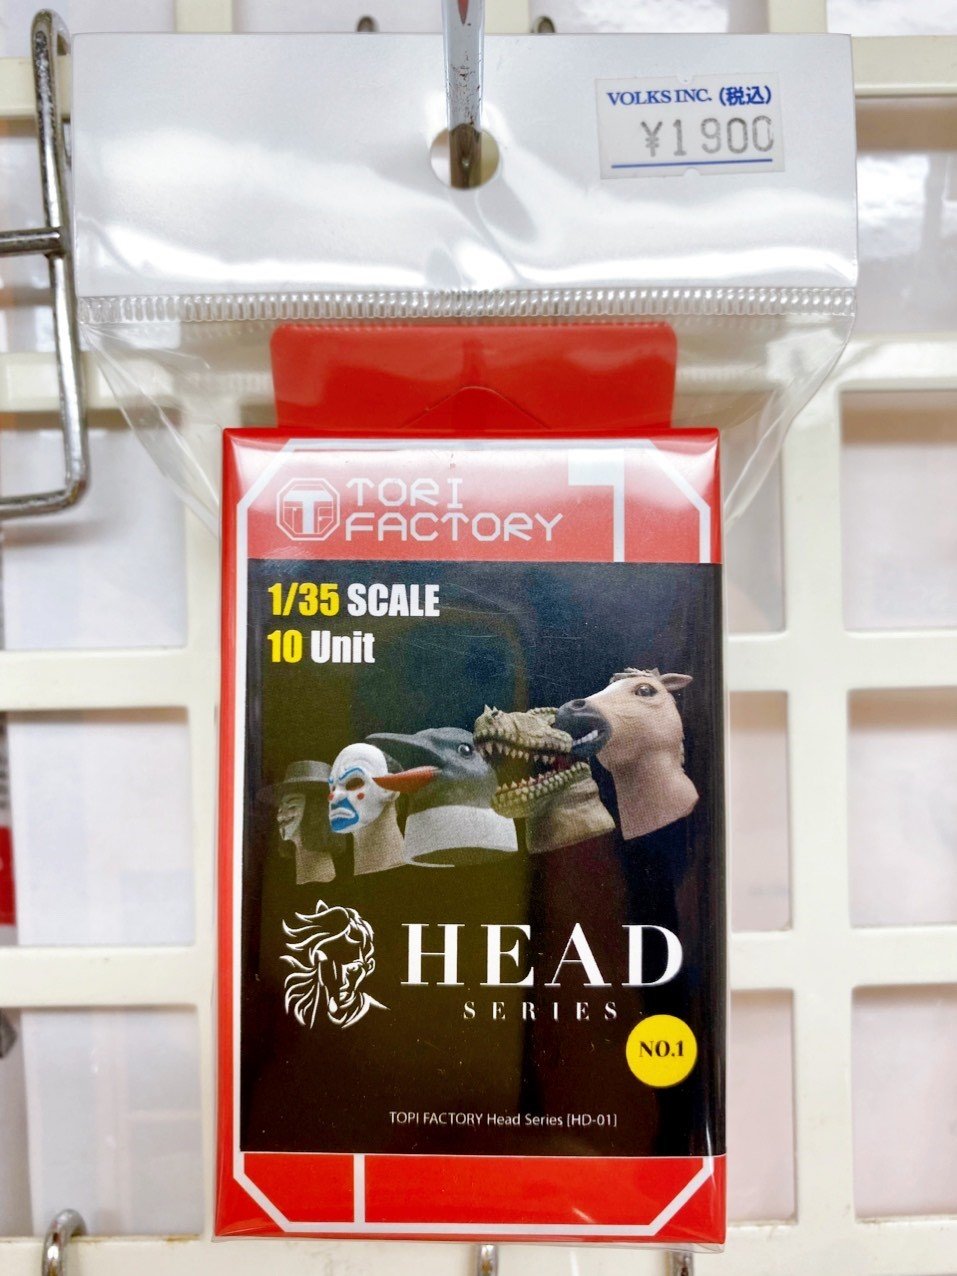 VOLKS INC. (税込)
¥1900
TORI
FACTORY
1/35 SCALE
10 Unit
HEAD
SERIES
NO.1
TOPI FACTORY Head Series [HD-01]